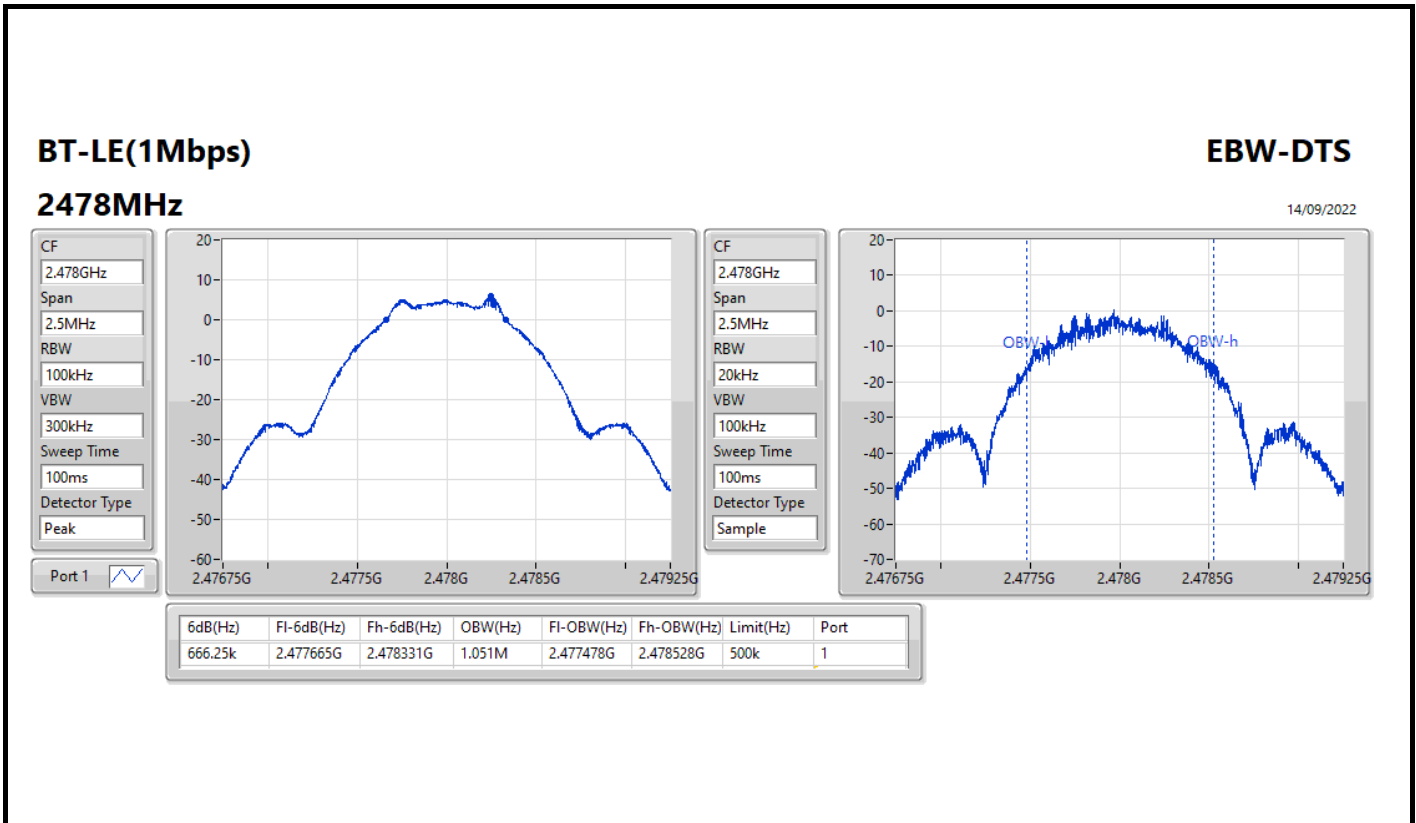 BT-LE(1Mbps)
EBW-DTS
2478MHz
14/09/2022
CF
2.478GHz
Span
2.5MHz
RBW
100kHz
VBW
300kHz
Sweep Time
100ms
Detector Type
Peak
Port 1
20
10
0
-10
-20
-30
-40
-50
-60
2.47675G 2.4775G 2.478G 2.4785G 2.47925G
CF
2.478GHz
Span
2.5MHz
RBW
20kHz
VBW
100kHz
Sweep Time
100ms
Detector Type
Sample
20
10
0
-10
-20
-30
-40
-50
-60
-70
OBW-h
2.47675G 2.4775G 2.478G 2.4785G 2.47925G
6dB(Hz) Fl-6dB(Hz) Fh-6dB(Hz) OBW(Hz) Fl-OBW(Hz) Fh-OBW(Hz) Limit(Hz) Port
666.25k 2.477665G 2.478331G 1.051M 2.477478G 2.478528G 500k 1